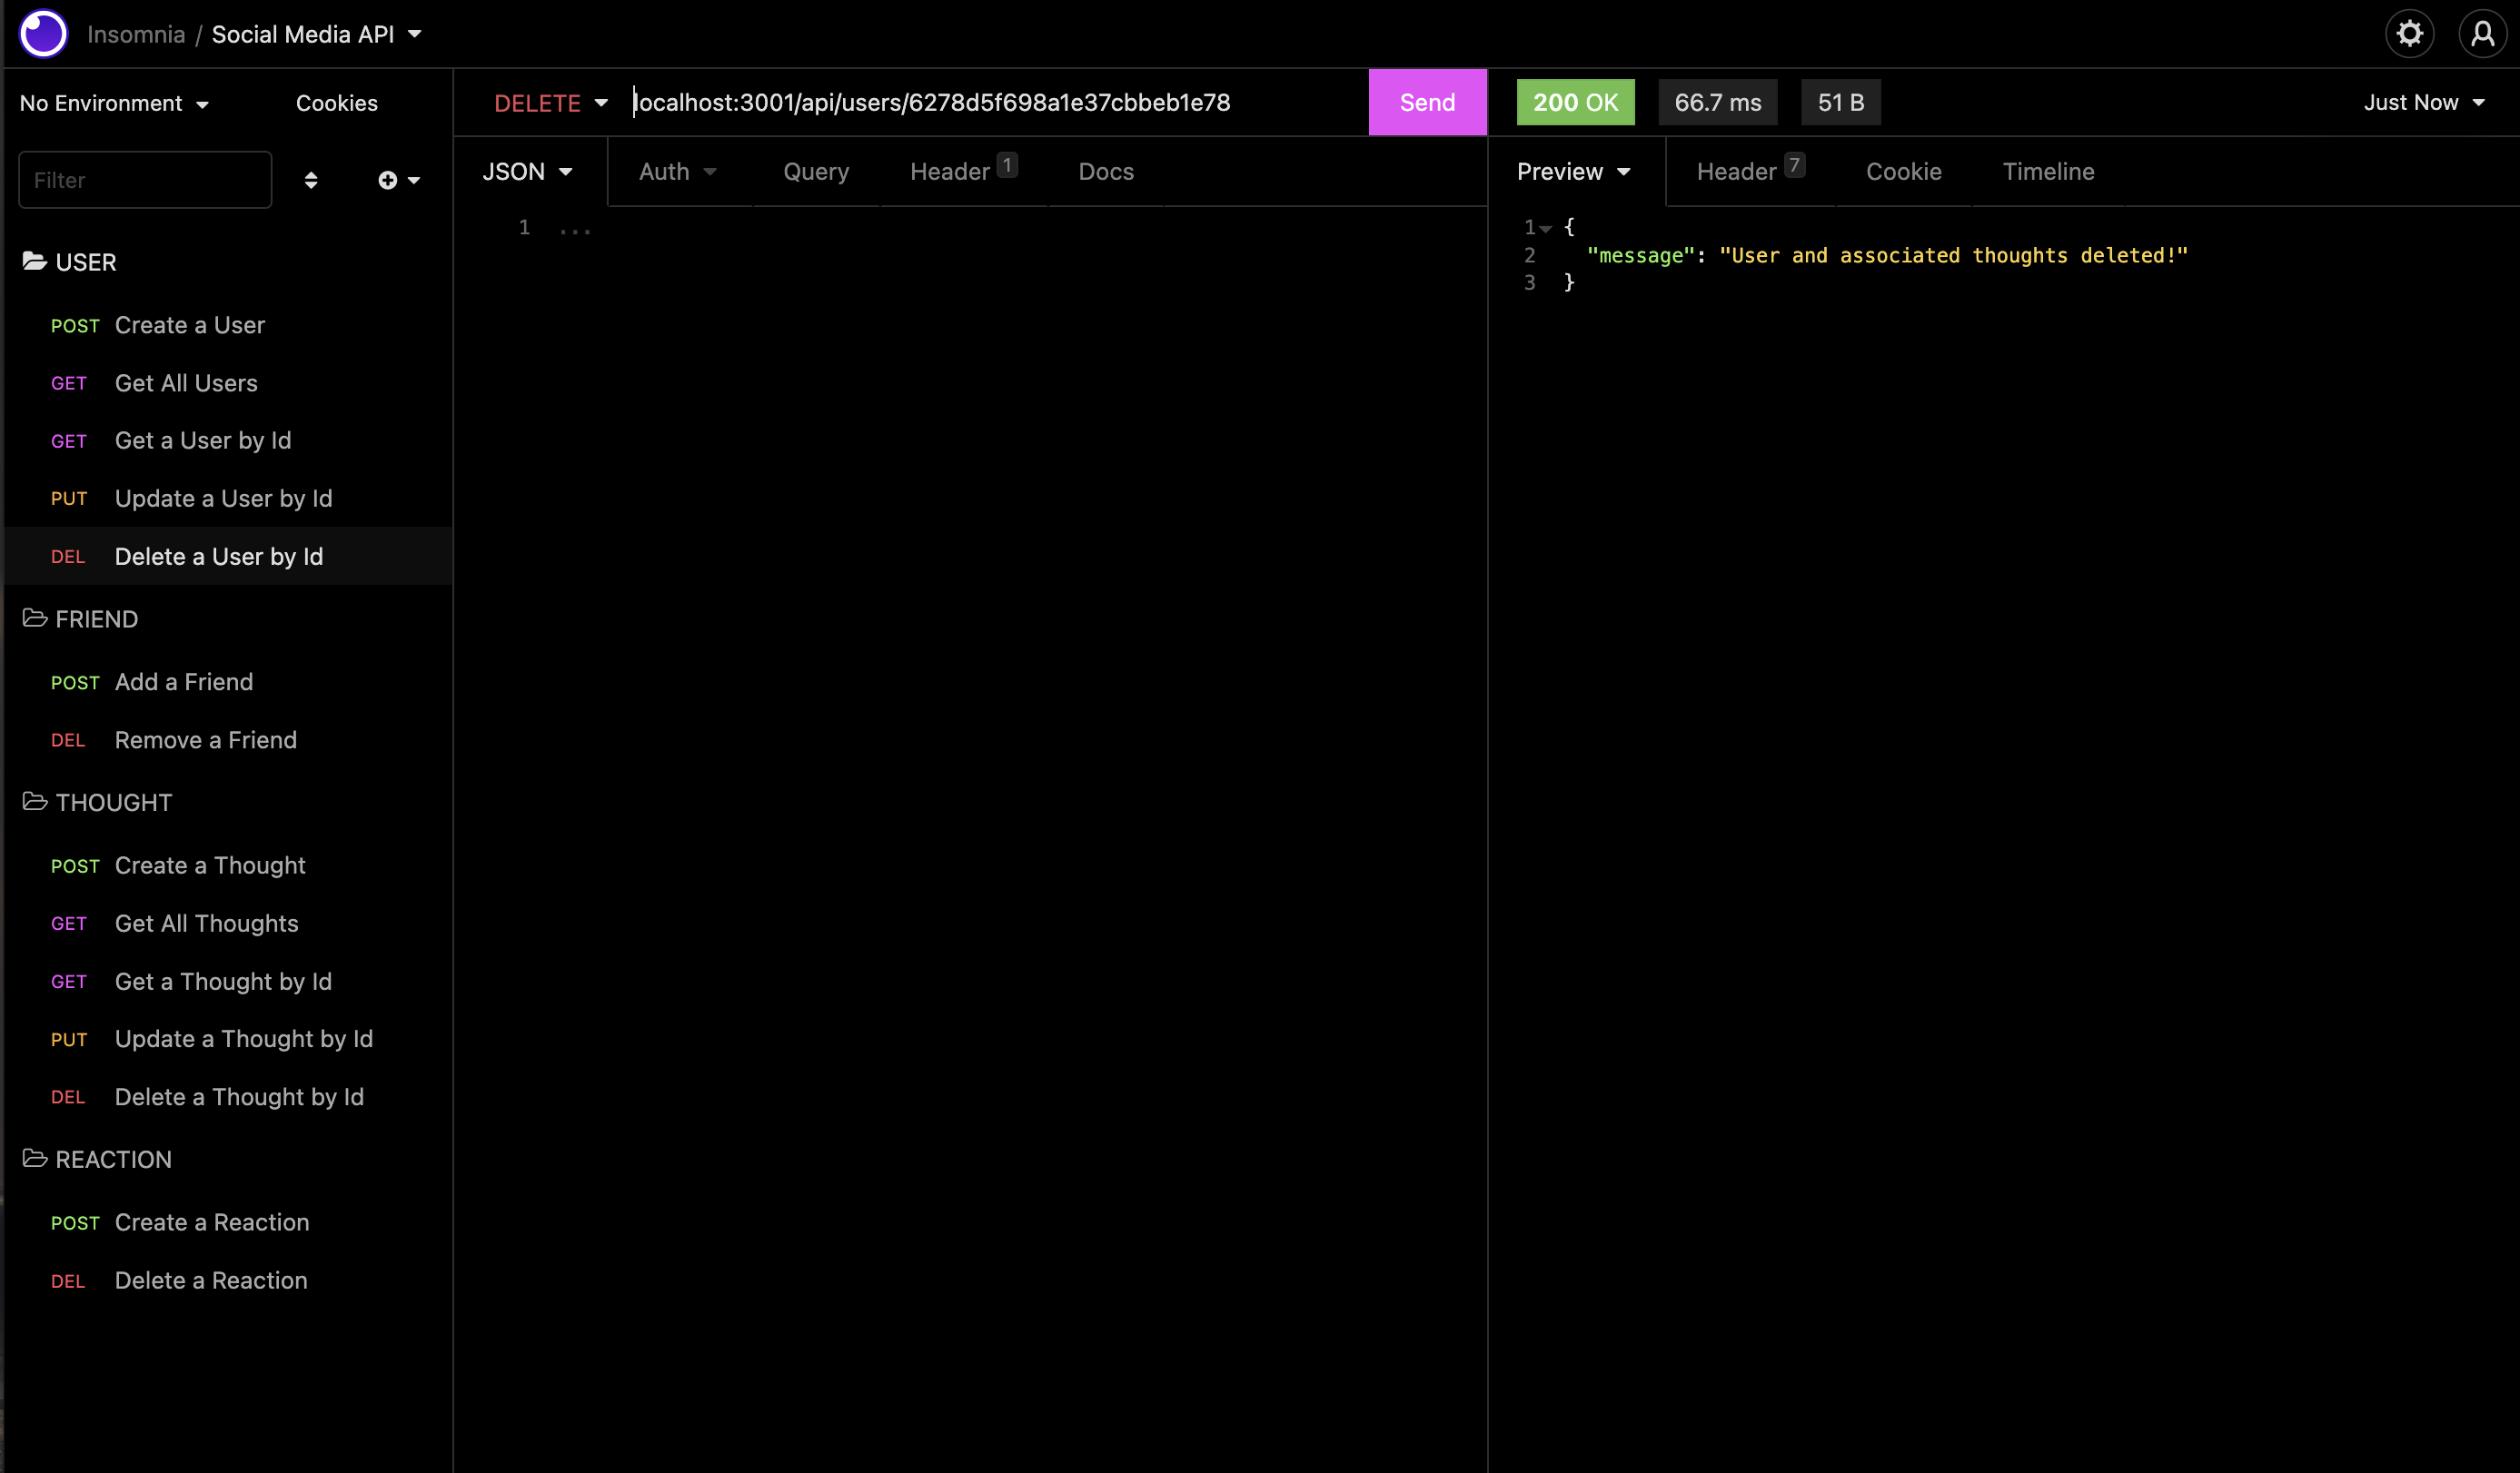 Insomnia / Social Media API
No Environment
Cookies
Filter
USER
POST Create a User
GET Get All Users
GET Get a User by Id
PUT Update a User by Id
DEL Delete a User by Id
FRIEND
POST Add a Friend
DEL Remove a Friend
THOUGHT
POST Create a Thought
GET Get All Thoughts
GET Get a Thought by Id
PUT Update a Thought by Id
DEL Delete a Thought by Id
REACTION
POST Create a Reaction
DEL Delete a Reaction
DELETE localhost:3001/api/users/6278d5f698a1e37cbbeb1e78 Send
JSON Auth Query Header 1 Docs
1 ...
200 OK 66.7 ms 51 B Just Now
Preview Header 7 Cookie Timeline
1 {
2 "message": "User and associated thoughts deleted!"
3 }